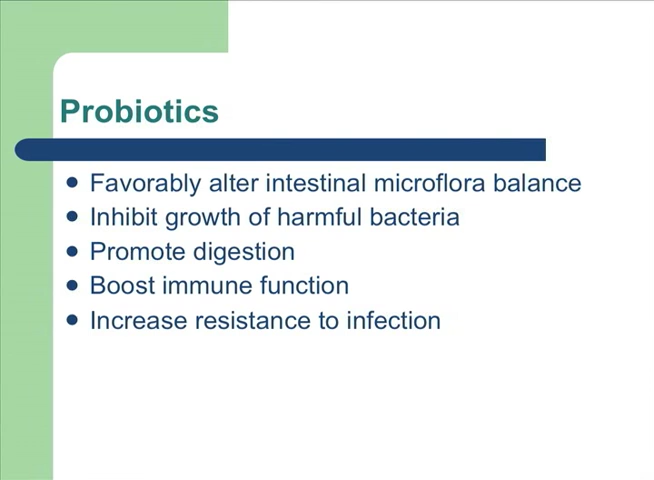 Probiotics
• Favorably alter intestinal microflora balance
• Inhibit growth of harmful bacteria
• Promote digestion
• Boost immune function
• Increase resistance to infection